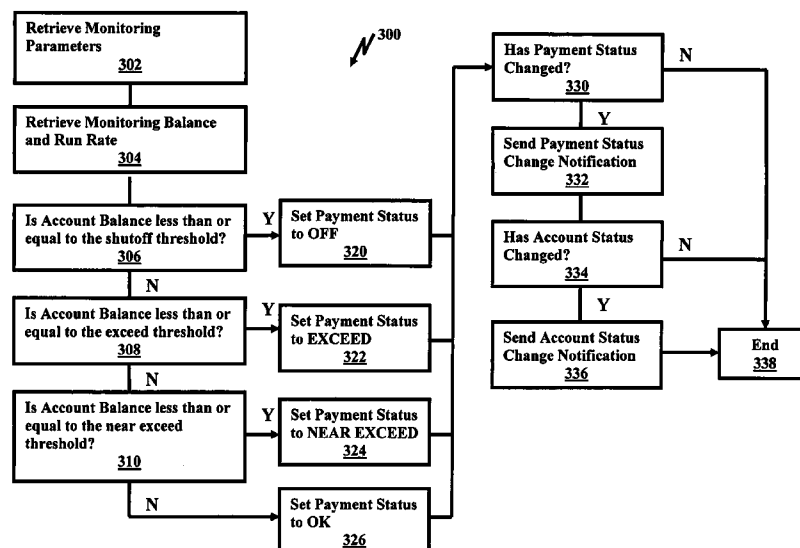 Retrieve Monitoring
Parameters
302
Retrieve Monitoring Balance
and Run Rate
304
Is Account Balance less than or
equal to the shutoff threshold?
306
Y
N
Is Account Balance less than or
equal to the exceed threshold?
308
Y
N
Is Account Balance less than or
equal to the near exceed
threshold?
310
Y
N
Set Payment Status
to OFF
320
Set Payment Status
to EXCEED
322
Set Payment Status
to NEAR EXCEED
324
Set Payment Status
to OK
326
300
Has Payment Status
Changed?
330
N
Y
Send Payment Status
Change Notification
332
Has Account Status
Changed?
334
N
Y
Send Account Status
Change Notification
336
End
338